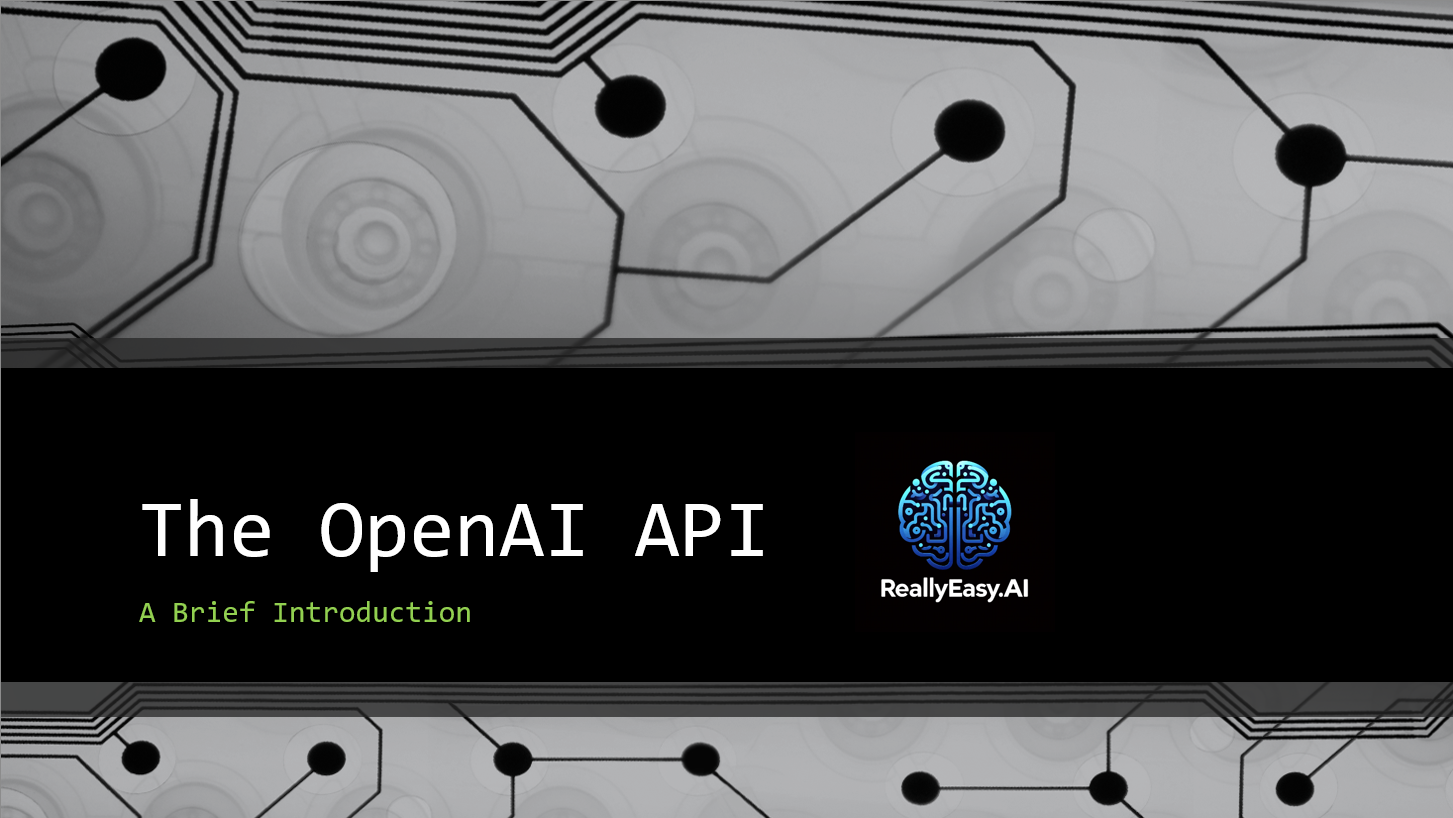 The OpenAI API
A Brief Introduction
ReallyEasy.AI